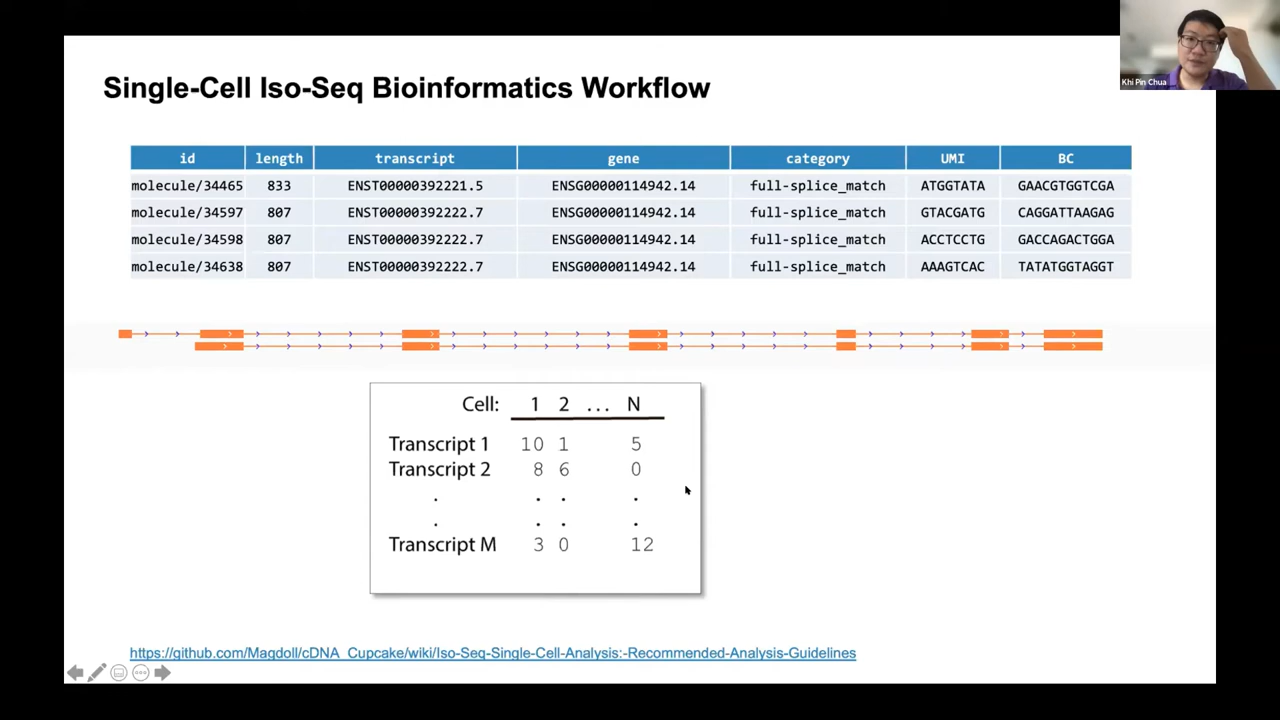 Khi Pin Chua
Single-Cell Iso-Seq Bioinformatics Workflow
id length transcript gene category UMI BC
molecule/34465 833 ENST00000392221.5 ENSG00000114942.14 full-splice_match ATGGTATA GAACGTGGTCGA
molecule/34597 807 ENST00000392222.7 ENSG00000114942.14 full-splice_match GTACGATG CAGGATTAAGAG
molecule/34598 807 ENST00000392222.7 ENSG00000114942.14 full-splice_match ACCTCCTG GACCAGACTGGA
molecule/34638 807 ENST00000392222.7 ENSG00000114942.14 full-splice_match AAAGTCAC TATATGGTAGGT
Cell: 1 2 ... N
Transcript 1 10 1 5
Transcript 2 8 6 0
. . . .
. . . .
Transcript M 3 0 12
https://github.com/Magdoll/cDNA_Cupcake/wiki/Iso-Seq-Single-Cell-Analysis:-Recommended-Analysis-Guidelines